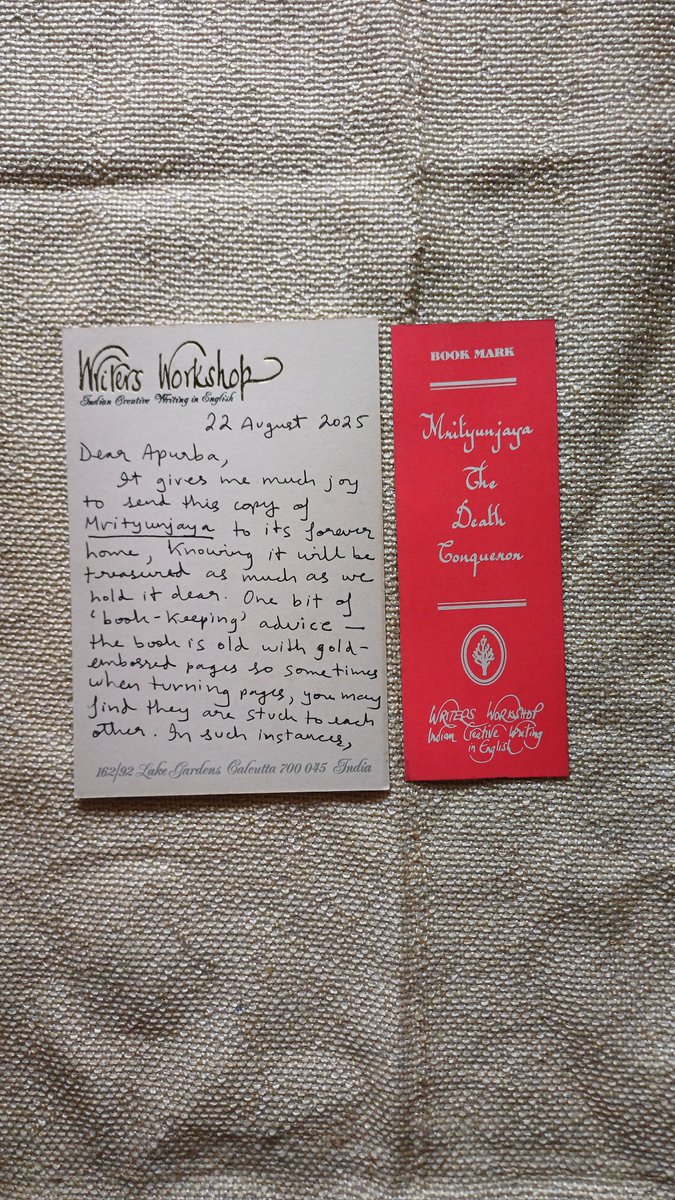 Writers Workshop
Indian Creative Writing in English
22 August 2025
Dear Apurba,
It gives me much joy
to send this copy of
Mrityunjaya to its forever
home, knowing it will be
treasured as much as we
hold it dear. One bit of
'book-keeping' advice —
the book is old with gold-
embossed pages so sometimes
when turning pages, you may
find they are stuck to each
other. In such instances,
162/92 Lake Gardens Calcutta 700 045 India
BOOK MARK
Mrityunjaya
The
Death
Conqueror
WRITERS WORKSHOP
Indian Creative Writing
in English